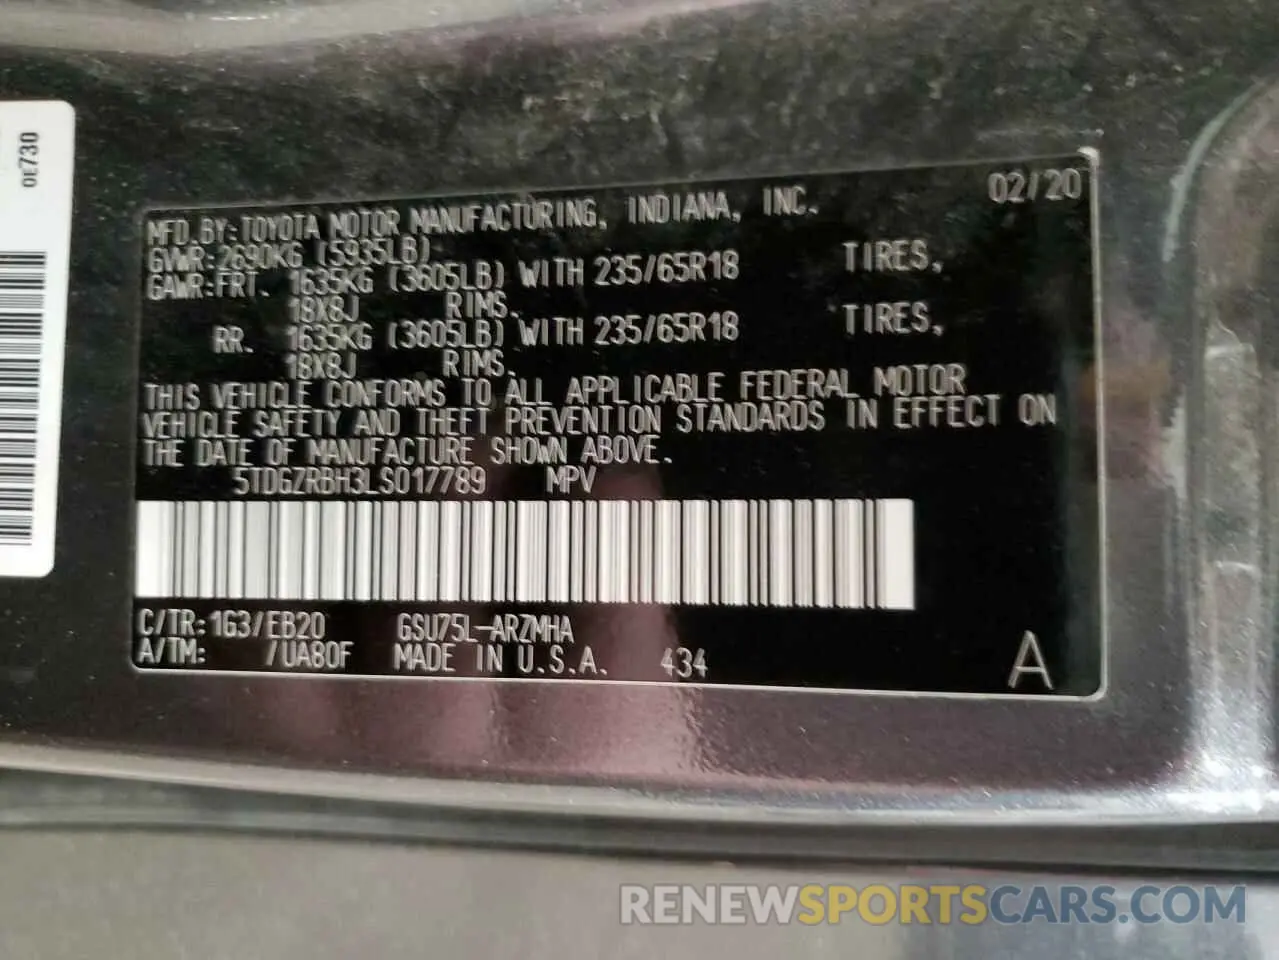 0E730
02/20
MFD.BY:TOYOTA MOTOR MANUFACTURING, INDIANA, INC.
GVWR:2690KG (5935LB)
GAWR:FRT. 1635KG (3605LB) WITH 235/65R18 TIRES,
18X8J RIMS.
RR. 1635KG (3605LB) WITH 235/65R18 TIRES,
18X8J RIMS.
THIS VEHICLE CONFORMS TO ALL APPLICABLE FEDERAL MOTOR
VEHICLE SAFETY AND THEFT PREVENTION STANDARDS IN EFFECT ON
THE DATE OF MANUFACTURE SHOWN ABOVE.
5TDGZRBH3LS017789 MPV
C/TR:1G3/EB20 GSU75L-ARZMHA
A/TM: /UA80F MADE IN U.S.A. 434
A
RENEWSPORTSCARS.COM